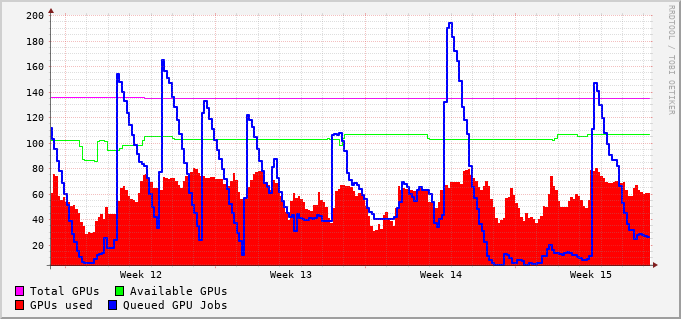 200
180
160
140
120
100
80
60
40
20
Week 12 Week 13 Week 14 Week 15
Total GPUs Available GPUs
GPUs used Queued GPU Jobs
RRDTOOL / TOBI OETIKER